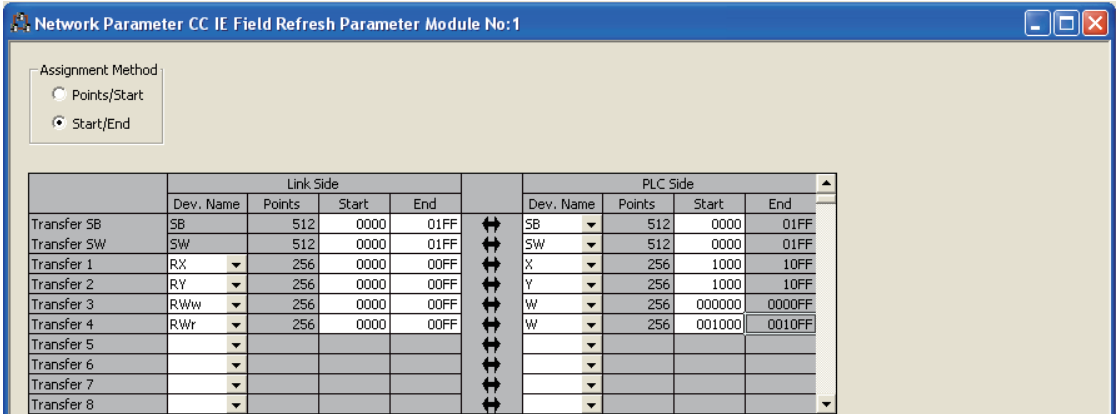 Network Parameter CC IE Field Refresh Parameter Module No:1
Assignment Method
Points/Start
Start/End
Link Side PLC Side
Dev. Name Points Start End Dev. Name Points Start End
Transfer SB SB 512 0000 01FF SB 512 0000 01FF
Transfer SW SW 512 0000 01FF SW 512 0000 01FF
Transfer 1 RX 256 0000 00FF X 256 1000 10FF
Transfer 2 RY 256 0000 00FF Y 256 1000 10FF
Transfer 3 RWw 256 0000 00FF W 256 000000 0000FF
Transfer 4 RWr 256 0000 00FF W 256 001000 0010FF
Transfer 5
Transfer 6
Transfer 7
Transfer 8